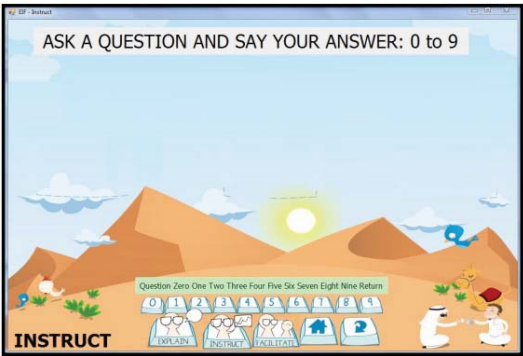 EIF - Instruct
ASK A QUESTION AND SAY YOUR ANSWER: 0 to 9
Question Zero One Two Three Four Five Six Seven Eight Nine Return
0 1 2 3 4 5 6 7 8 9
EXPLAIN INSTRUCT FACILITATE
INSTRUCT